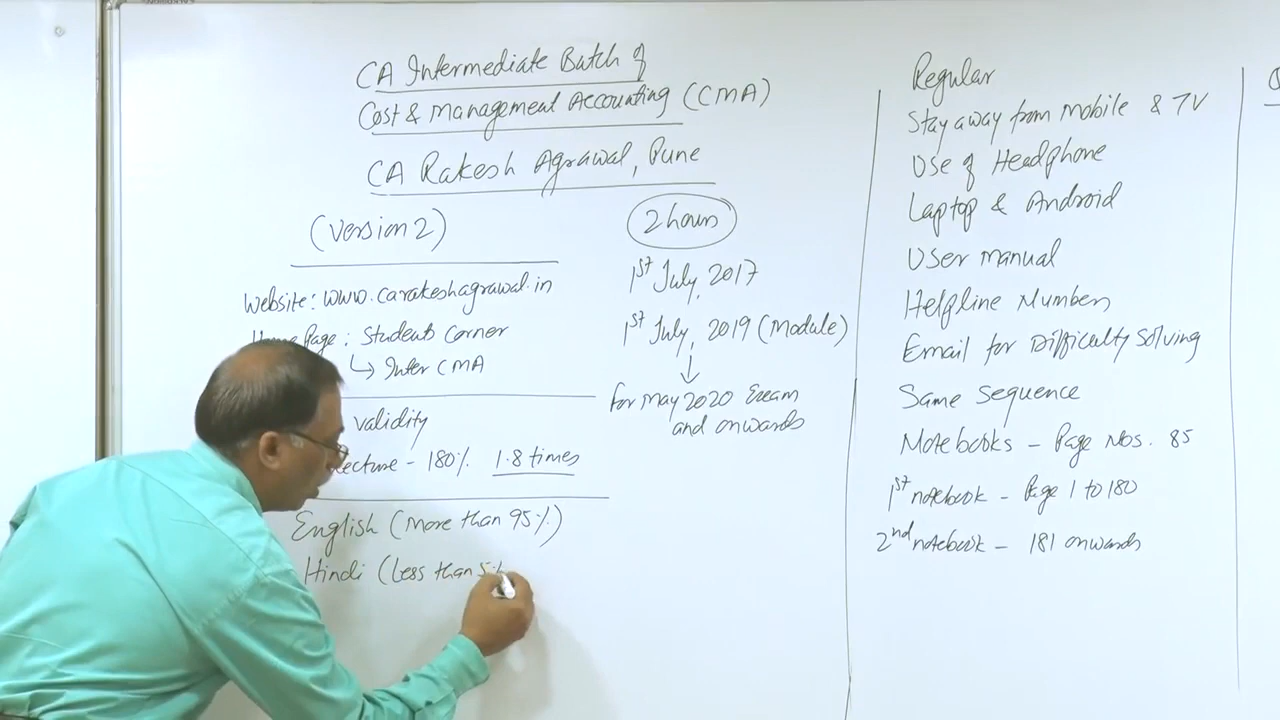 CA Intermediate Batch of
Cost & Management Accounting (CMA)
CA Rakesh Agrawal, Pune
(Version 2)
Website: www.carakeshagrawal.in
Home Page: Students Corner
↳ Inter CMA
validity
Lecture - 180% 1.8 times
English (More than 95%)
Hindi (Less than 5%
2 hours
1st July, 2017
1st July, 2019 (Module)
↓
for May 2020 Exam
and onwards
Regular
Stay away from Mobile & TV
Use of Headphone
Laptop & Android
User manual
Helpline Numbers
Email for Difficulty Solving
Same sequence
Notebooks - Page Nos. 85
1st notebook - Page 1 to 180
2nd notebook - 181 onwards